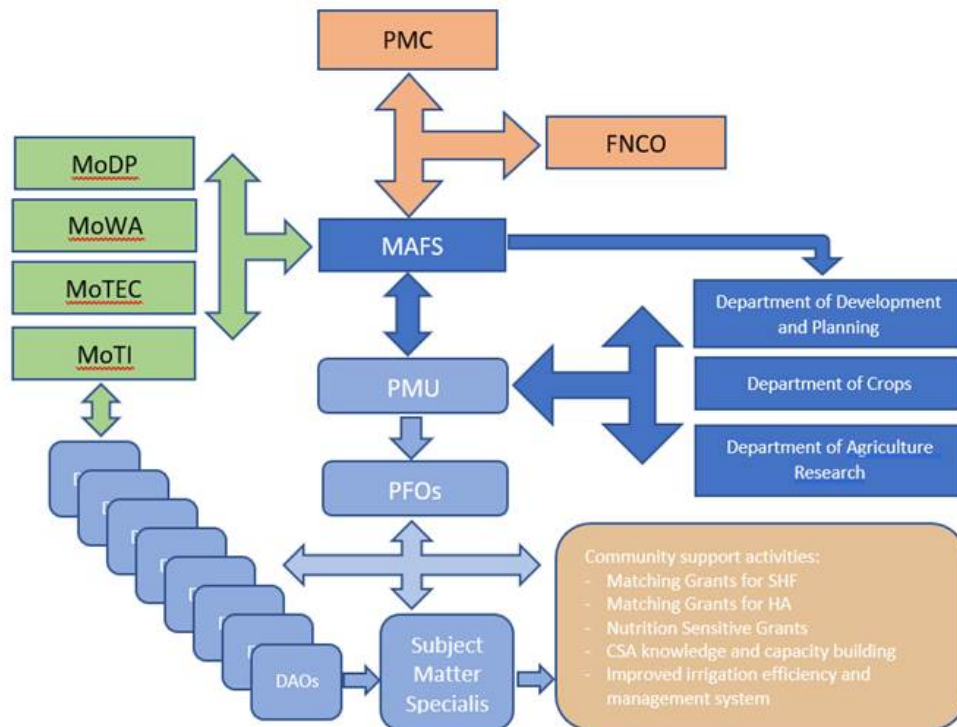 PMC
FNCO
MoDP
MoWA
MoTEC
MoTI
MAFS
Department of Development
and Planning
PMU
Department of Crops
Department of Agriculture
Research
PFOs
Community support activities:
- Matching Grants for SHF
- Matching Grants for HA
- Nutrition Sensitive Grants
- CSA knowledge and capacity building
- Improved irrigation efficiency and
management system
Subject
Matter
Specialis
DAOs